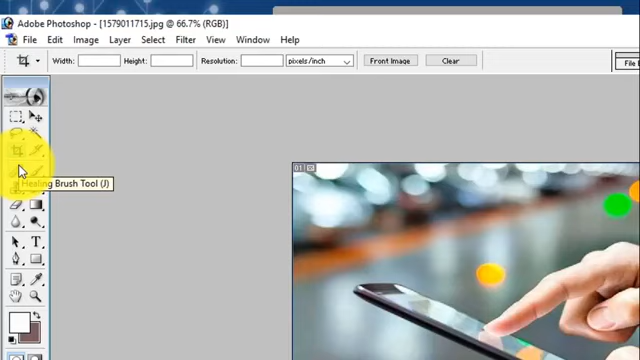 Adobe Photoshop - [1579011715.jpg @ 66.7% (RGB)]
File Edit Image Layer Select Filter View Window Help
Width: Height: Resolution: pixels/inch Front Image Clear File
Healing Brush Tool (J)
T
01